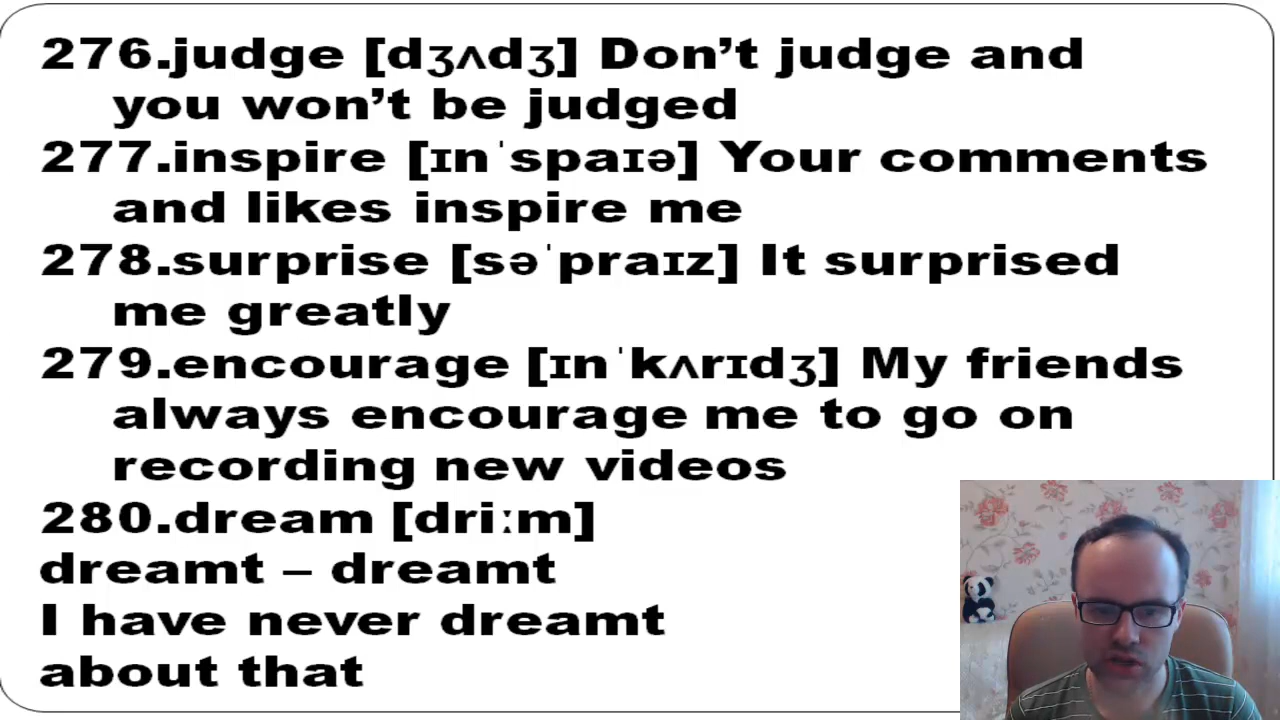 276.judge [dʒʌdʒ] Don’t judge and
you won’t be judged
277.inspire [ɪnˈspaɪə] Your comments
and likes inspire me
278.surprise [səˈpraɪz] It surprised
me greatly
279.encourage [ɪnˈkʌrɪdʒ] My friends
always encourage me to go on
recording new videos
280.dream [driːm]
dreamt – dreamt
I have never dreamt
about that